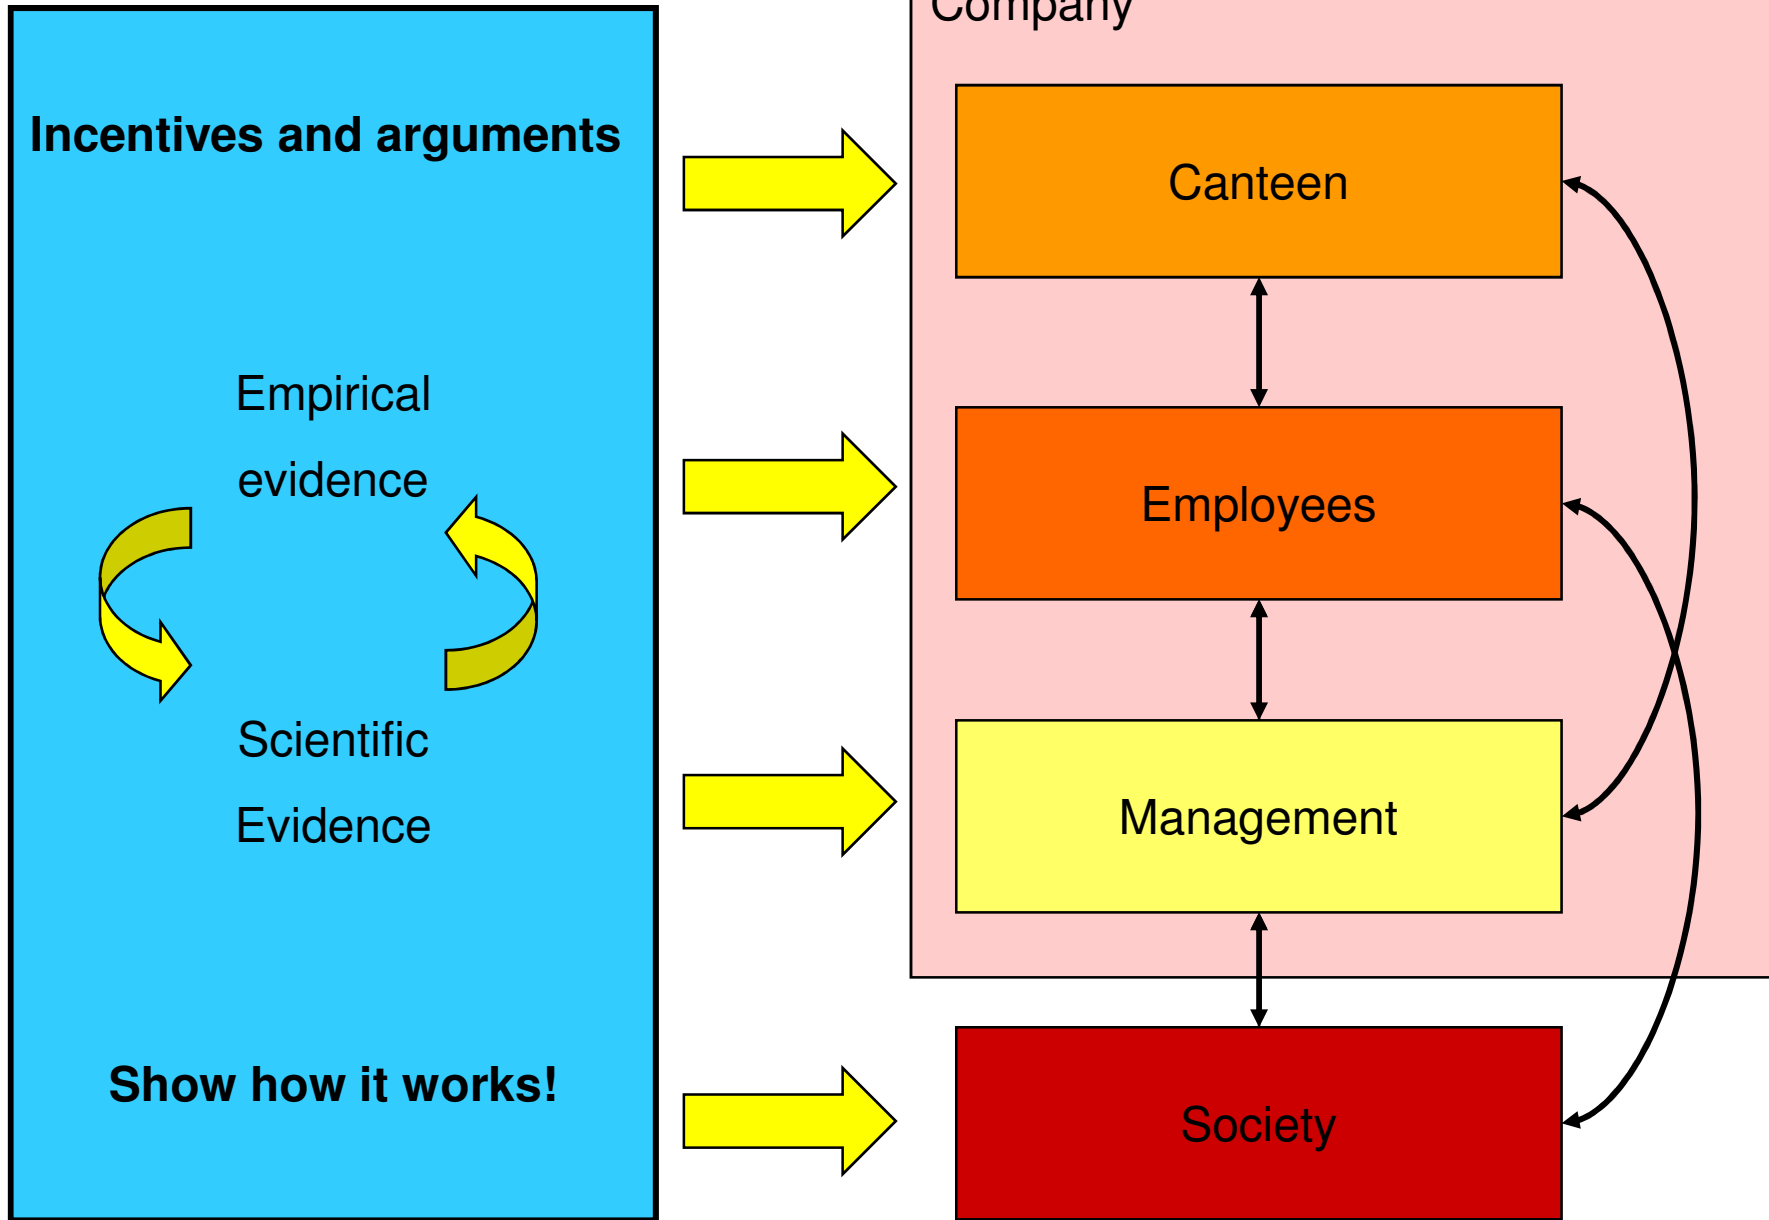 Incentives and arguments
Empirical
evidence
Scientific
Evidence
Show how it works!
Company
Canteen
Employees
Management
Society